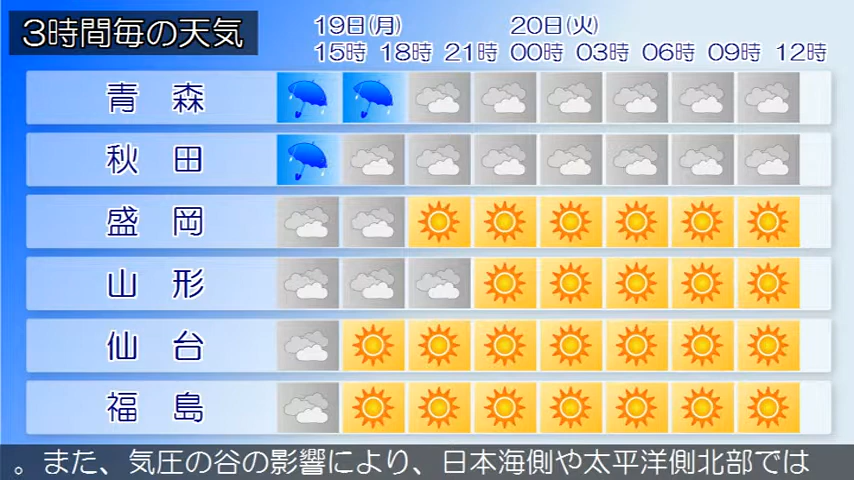 3時間毎の天気
19日(月) 20日(火)
15時 18時 21時 00時 03時 06時 09時 12時
青森
秋田
盛岡
山形
仙台
福島
。また、気圧の谷の影響により、日本海側や太平洋側北部では